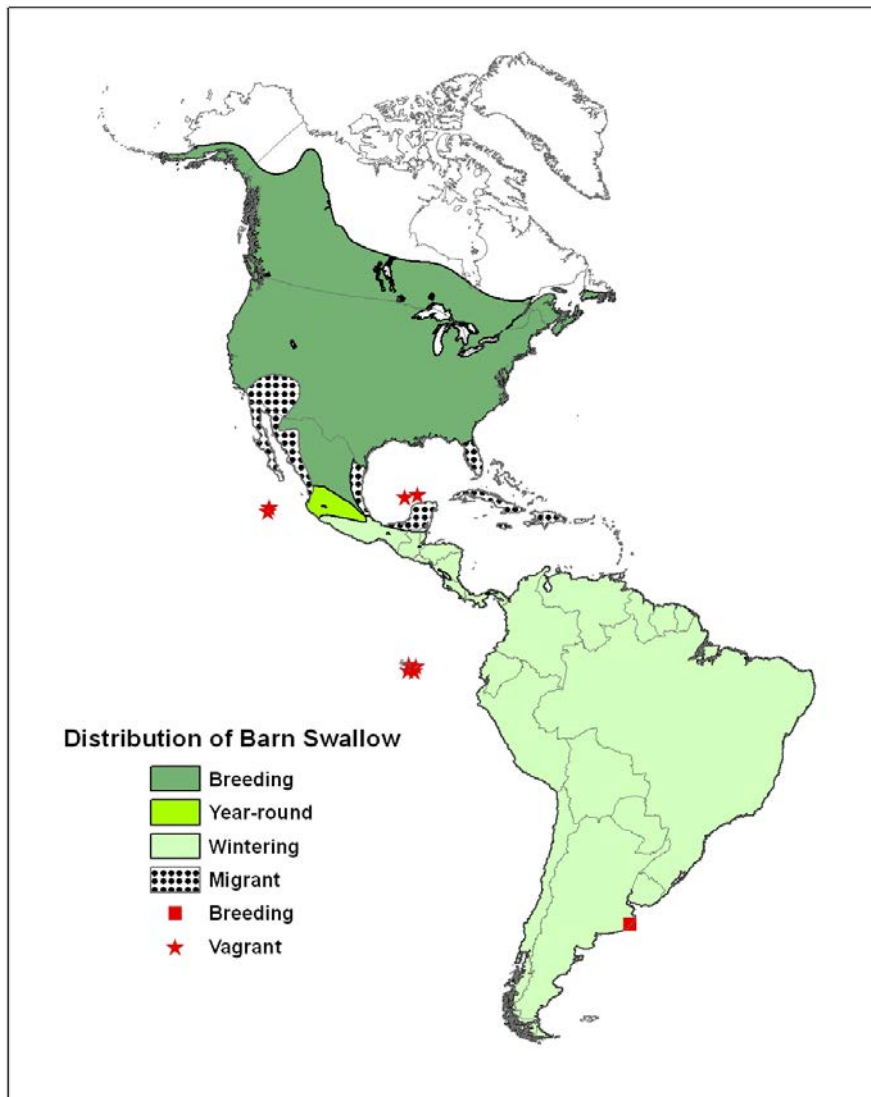 Distribution of Barn Swallow
Breeding
Year-round
Wintering
Migrant
Breeding
Vagrant